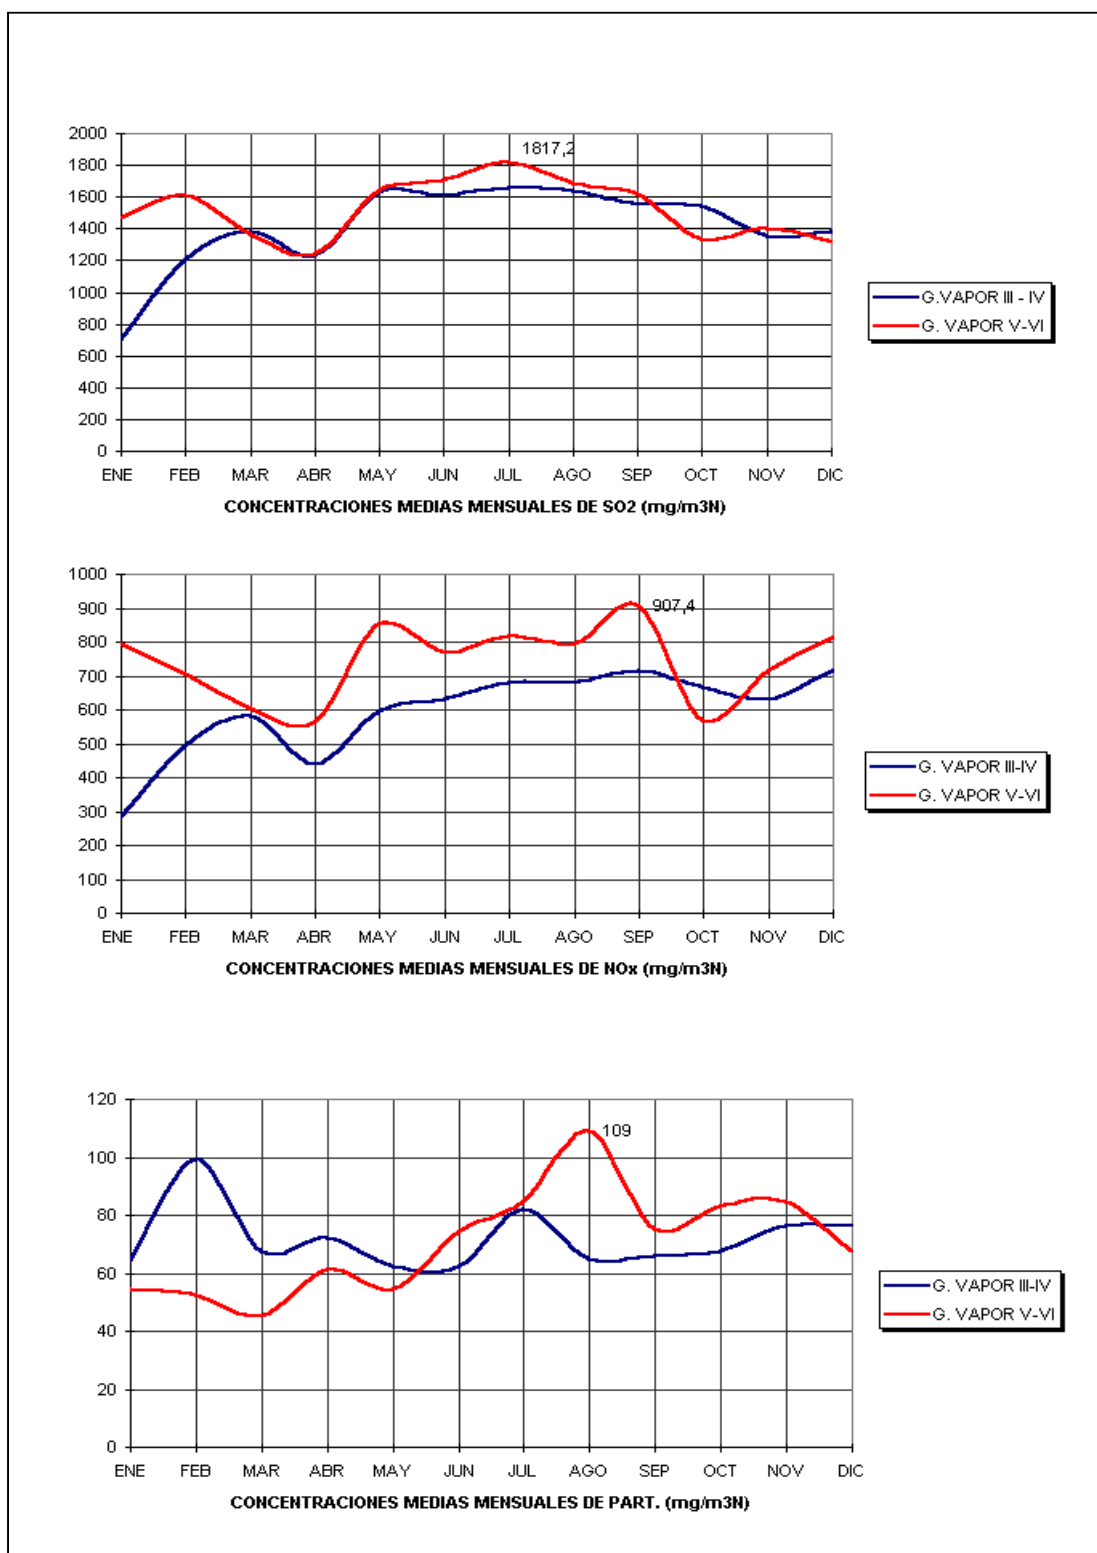 2000
1800
1600
1400
1200
1000
800
600
400
200
0
1817,2
ENE FEB MAR ABR MAY JUN JUL AGO SEP OCT NOV DIC
CONCENTRACIONES MEDIAS MENSUALES DE SO2 (mg/m3N)
G.VAPOR III - IV
G. VAPOR V-VI
1000
900
800
700
600
500
400
300
200
100
0
907,4
ENE FEB MAR ABR MAY JUN JUL AGO SEP OCT NOV DIC
CONCENTRACIONES MEDIAS MENSUALES DE NOx (mg/m3N)
G. VAPOR III-IV
G. VAPOR V-VI
120
100
80
60
40
20
0
109
ENE FEB MAR ABR MAY JUN JUL AGO SEP OCT NOV DIC
CONCENTRACIONES MEDIAS MENSUALES DE PART. (mg/m3N)
G. VAPOR III-IV
G. VAPOR V-VI